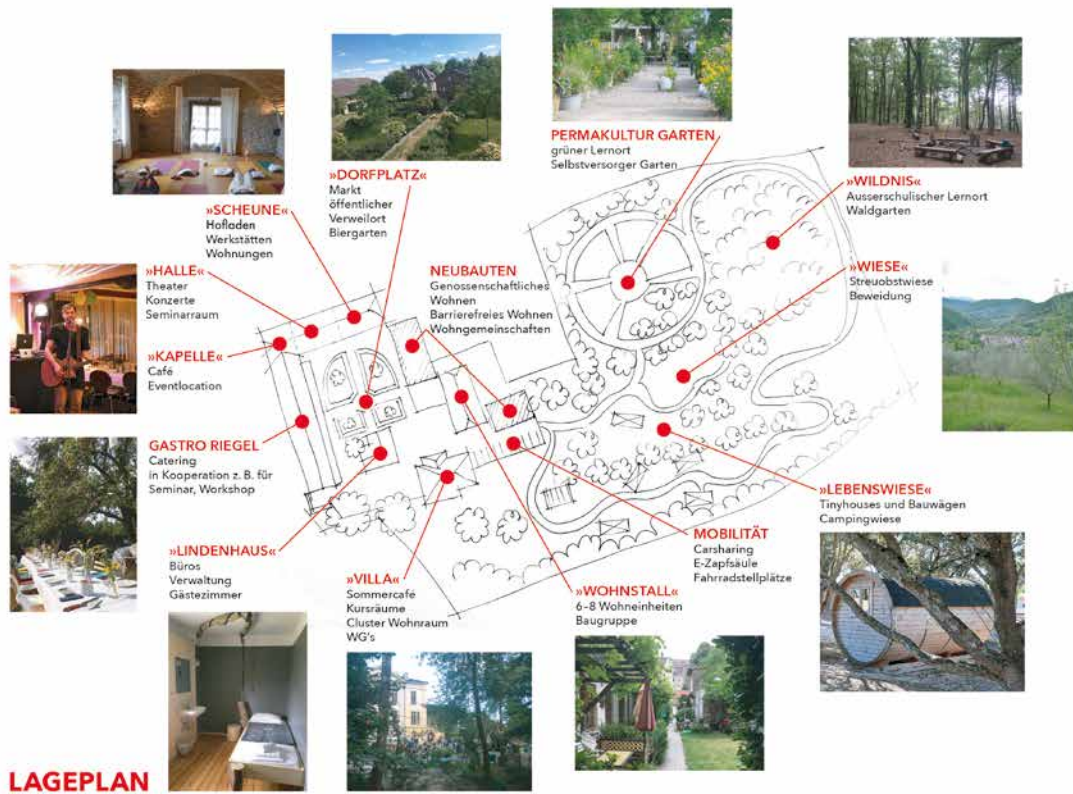 PERMAKULTUR GARTEN
grüner Lernort
Selbstversorger Garten
»DORFPLATZ«
Markt
öffentlicher
Verweilort
Biergarten
»WILDNIS«
Ausserschulischer Lernort
Waldgarten
»SCHEUNE«
Hofladen
Werkstätten
Wohnungen
»HALLE«
Theater
Konzerte
Seminarraum
NEUBAUTEN
Genossenschaftliches
Wohnen
Barrierefreies Wohnen
Wohngemeinschaften
»WIESE«
Streuobstwiese
Beweidung
»KAPELLE«
Café
Eventlocation
GASTRO RIEGEL
Catering
in Kooperation z. B. für
Seminar, Workshop
»LEBENSWIESE«
Tinyhouses und Bauwägen
Campingwiese
»LINDENHAUS«
Büros
Verwaltung
Gästezimmer
»VILLA«
Sommercafé
Kursräume
Cluster Wohnraum
WG's
MOBILITÄT
Carsharing
E-Zapfsäule
Fahrradstellplätze
»WOHNSTALL«
6–8 Wohneinheiten
Baugruppe
LAGEPLAN